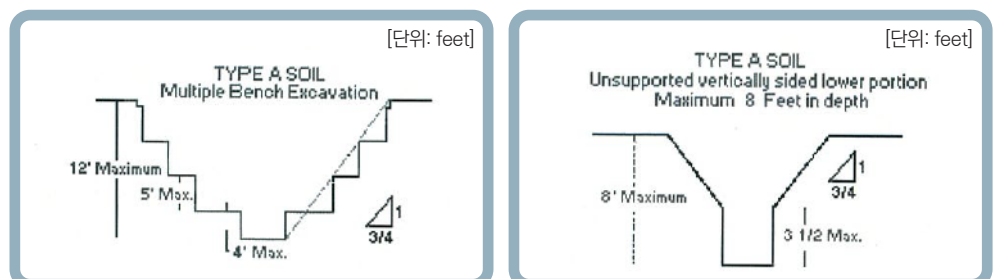 [단위: feet]
TYPE A SOIL
Multiple Bench Excavation
12' Maximum
5' Max.
4' Max.
1
3/4
[단위: feet]
TYPE A SOIL
Unsupported vertically sided lower portion
Maximum 8 Feet in depth
8' Maximum
1
3/4
3 1/2 Max.